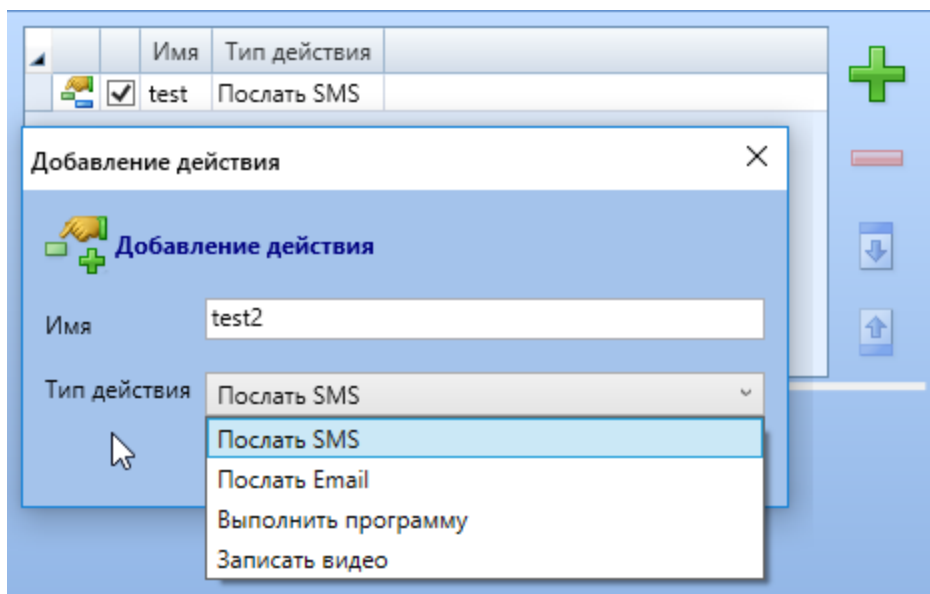 Имя Тип действия
test Послать SMS
Добавление действия
Добавление действия
Имя test2
Тип действия Послать SMS
Послать SMS
Послать Email
Выполнить программу
Записать видео